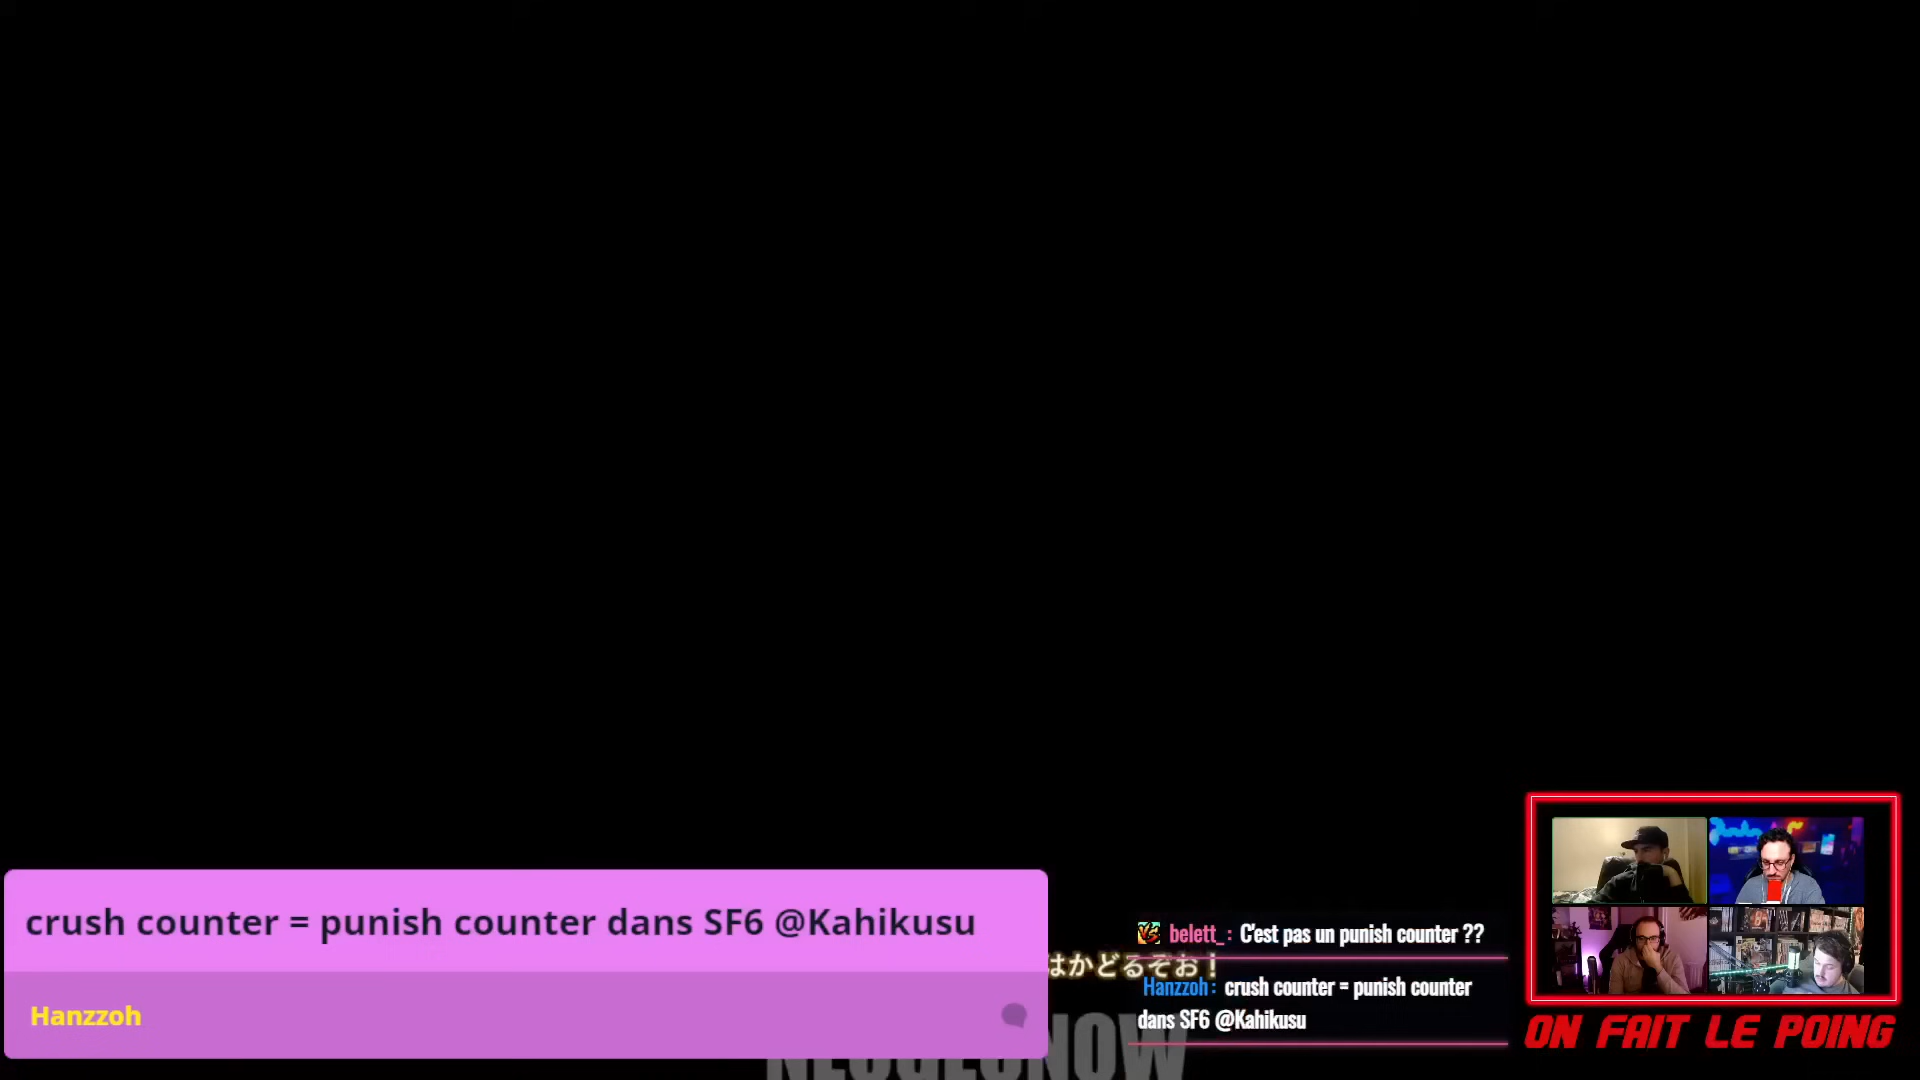 crush counter = punish counter dans SF6 @Kahikusu
Hanzzoh
はかどるぞお！
belett_ : C'est pas un punish counter ??
Hanzzoh : crush counter = punish counter
dans SF6 @Kahikusu
NEOGEONOW
ON FAIT LE POING